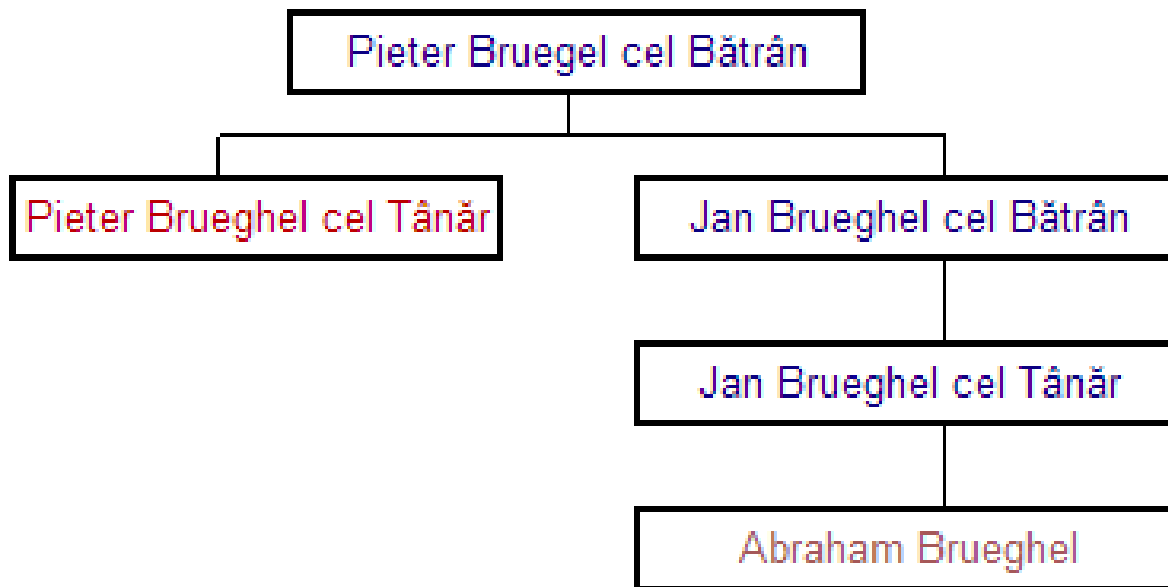 Pieter Bruegel cel Bătrân
Pieter Brueghel cel Tânăr
Jan Brueghel cel Bătrân
Jan Brueghel cel Tânăr
Abraham Brueghel